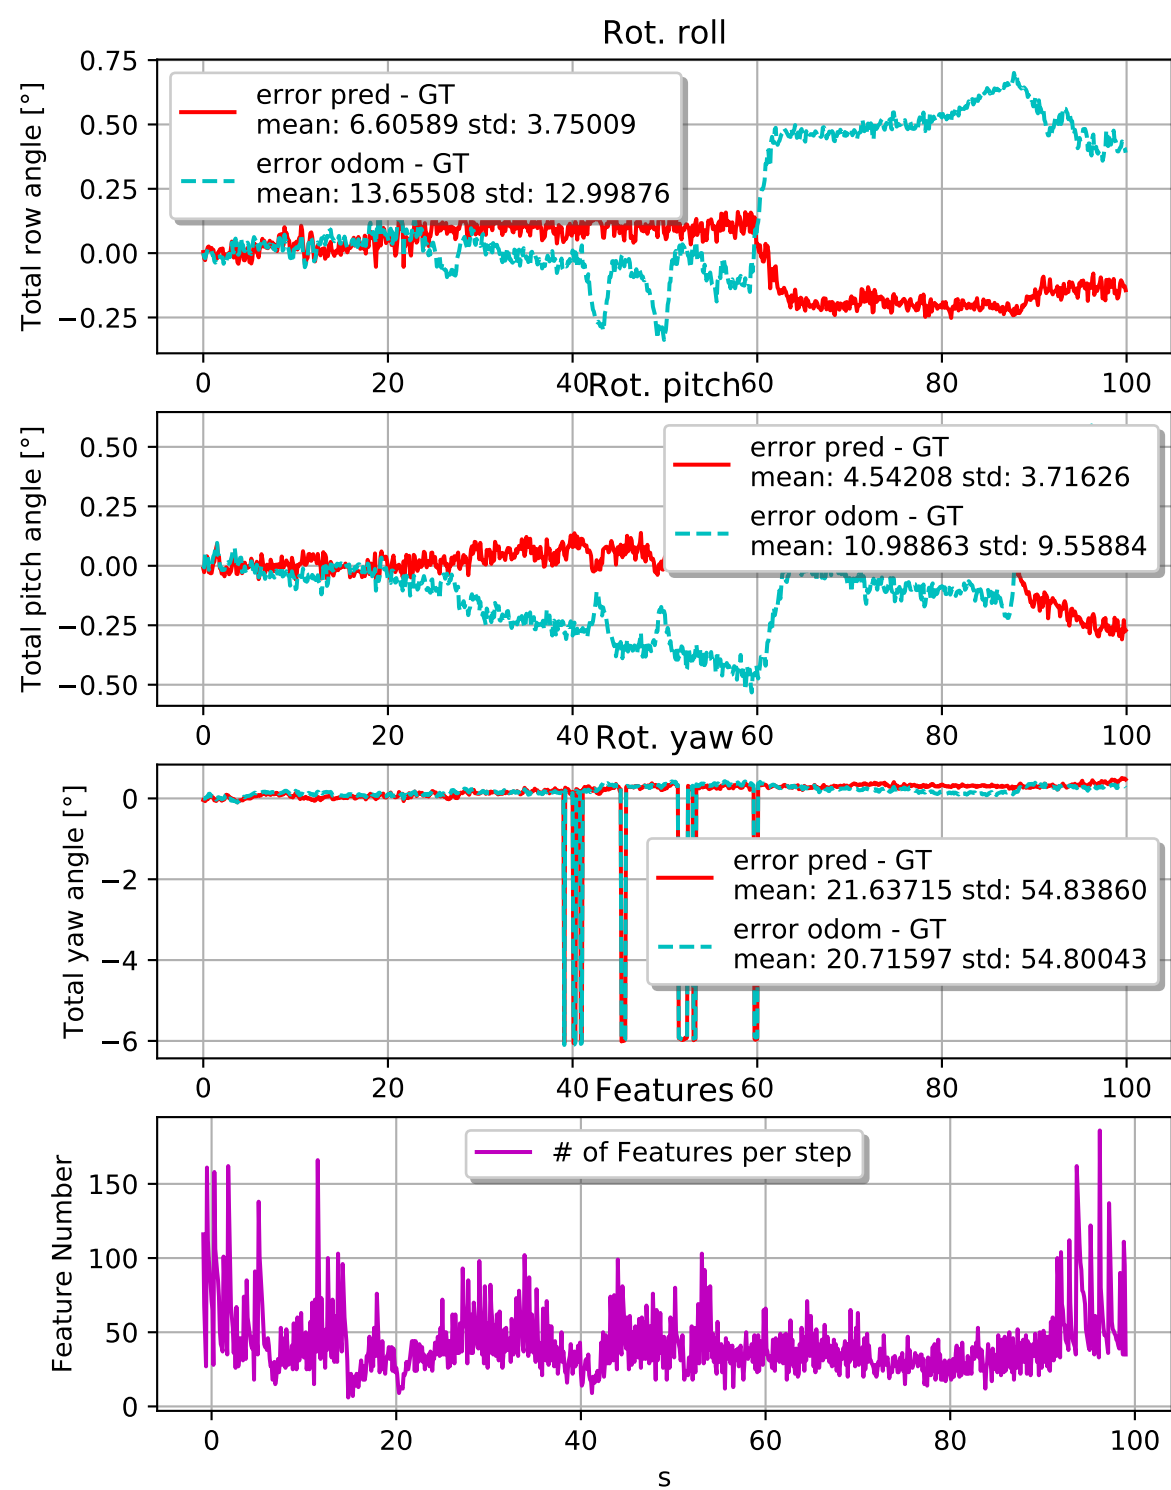 Rot. roll
Total row angle [°]
0.75
0.50
0.25
0.00
−0.25
error pred - GT
mean: 6.60589 std: 3.75009
error odom - GT
mean: 13.65508 std: 12.99876
0 20 40 60 80 100
Rot. pitch
Total pitch angle [°]
0.50
0.25
0.00
−0.25
−0.50
error pred - GT
mean: 4.54208 std: 3.71626
error odom - GT
mean: 10.98863 std: 9.55884
0 20 40 60 80 100
Rot. yaw
Total yaw angle [°]
0
−2
−4
−6
error pred - GT
mean: 21.63715 std: 54.83860
error odom - GT
mean: 20.71597 std: 54.80043
0 20 40 60 80 100
Features
Feature Number
150
100
50
0
# of Features per step
0 20 40 60 80 100
s